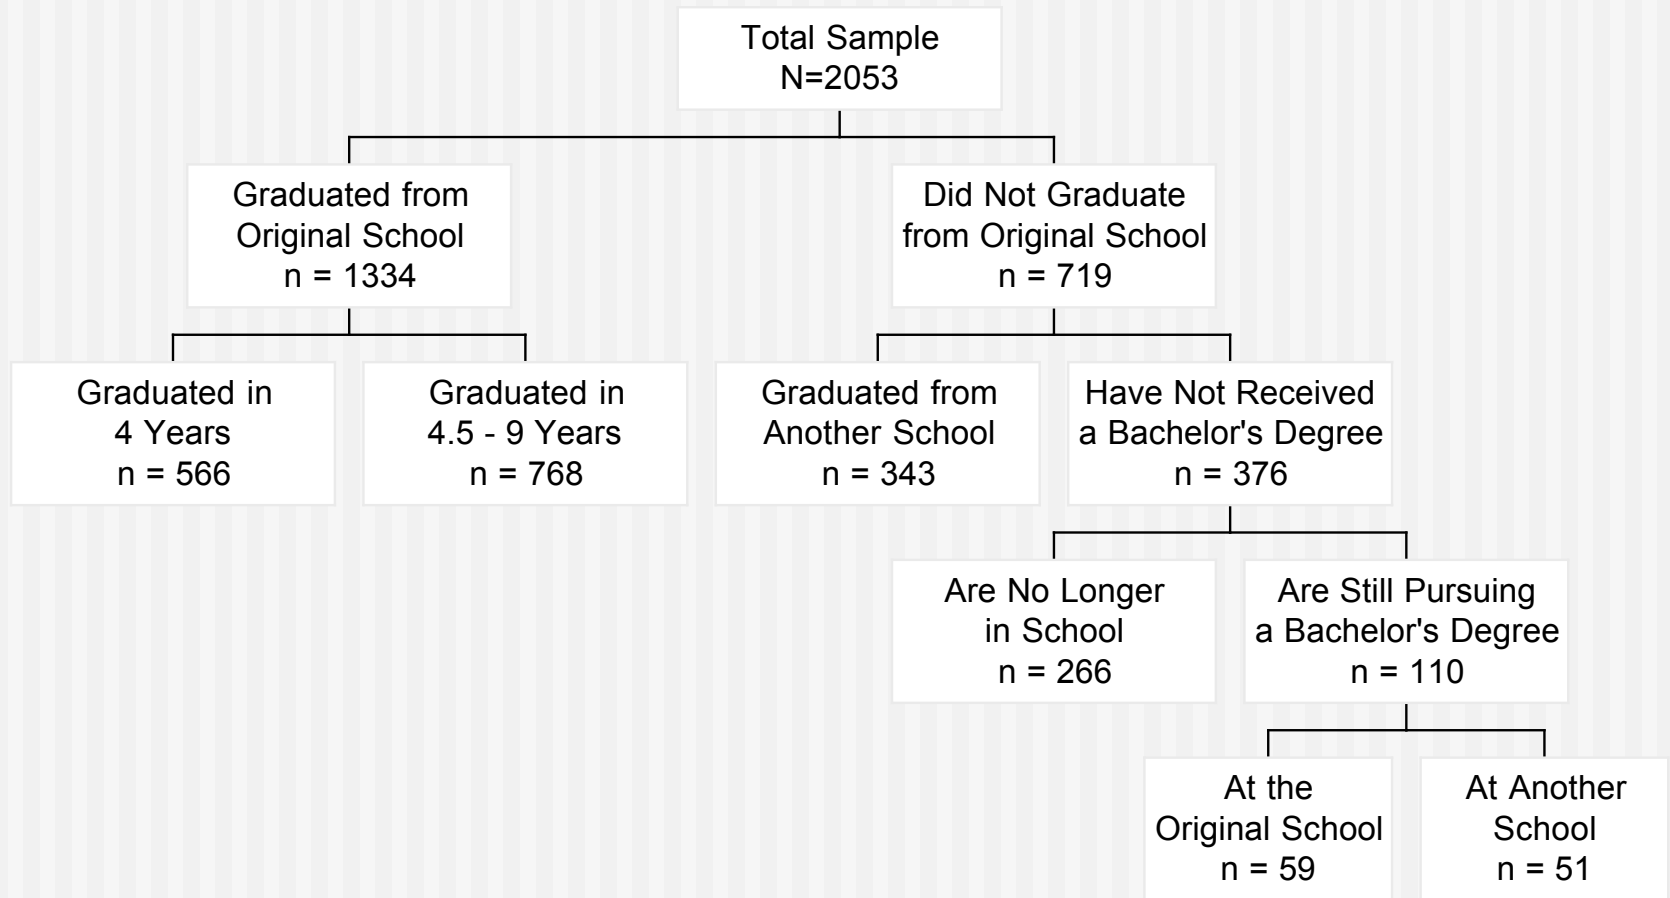 Total Sample
N=2053
Graduated from
Original School
n = 1334
Did Not Graduate
from Original School
n = 719
Graduated in
4 Years
n = 566
Graduated in
4.5 - 9 Years
n = 768
Graduated from
Another School
n = 343
Have Not Received
a Bachelor's Degree
n = 376
Are No Longer
in School
n = 266
Are Still Pursuing
a Bachelor's Degree
n = 110
At the
Original School
n = 59
At Another
School
n = 51